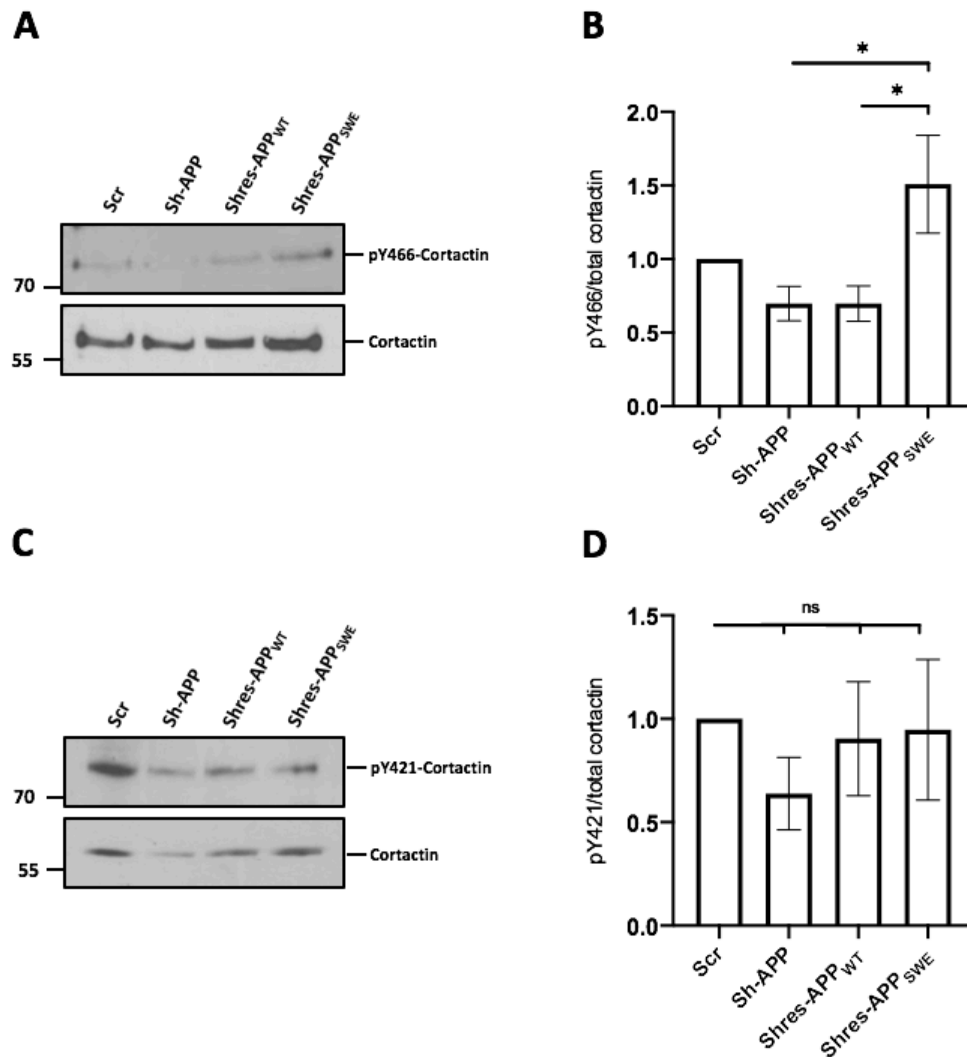 A
Scr
Sh-APP
Shres-APPWT
Shres-APPSWE
pY466-Cortactin
70
Cortactin
55
B
*
*
pY466/total cortactin
2.0
1.5
1.0
0.5
0.0
Scr
Sh-APP
Shres-APPWT
Shres-APPSWE
C
Scr
Sh-APP
Shres-APPWT
Shres-APPSWE
pY421-Cortactin
70
Cortactin
55
D
ns
pY421/total cortactin
1.5
1.0
0.5
0.0
Scr
Sh-APP
Shres-APPWT
Shres-APPSWE